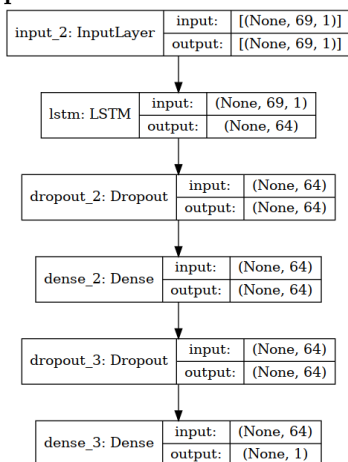 input_2: InputLayer input: [(None, 69, 1)]
output: [(None, 69, 1)]
lstm: LSTM input: (None, 69, 1)
output: (None, 64)
dropout_2: Dropout input: (None, 64)
output: (None, 64)
dense_2: Dense input: (None, 64)
output: (None, 64)
dropout_3: Dropout input: (None, 64)
output: (None, 64)
dense_3: Dense input: (None, 64)
output: (None, 1)